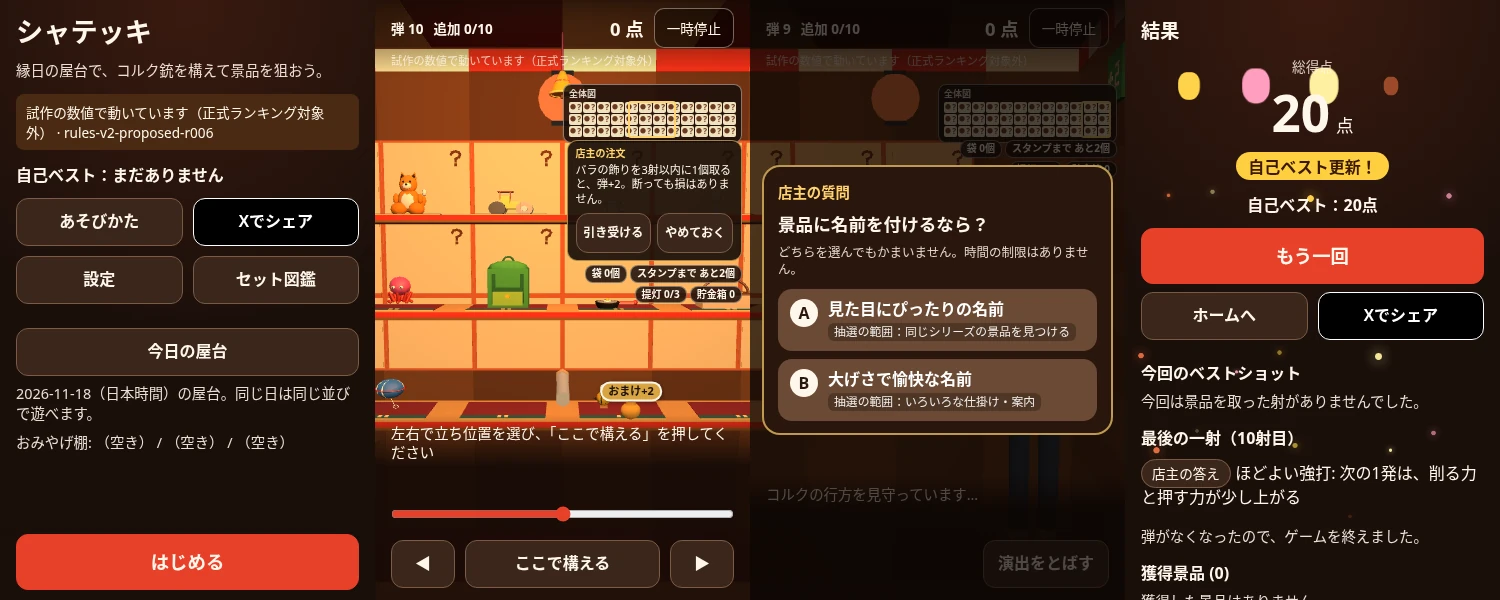 シャテッキ
縁日の屋台で、コルク銃を構えて景品を狙おう。
試作の数値で動いています（正式ランキング対象
外） · rules-v2-proposed-r006
自己ベスト：まだありません
あそびかた
Xでシェア
設定
セット図鑑
今日の屋台
2026-11-18（日本時間）の屋台。同じ日は同じ並び
で遊べます。
おみやげ棚: （空き） / （空き） / （空き）
はじめる
弾 10 追加 0/10
0 点
一時停止
試作の数値で動いています（正式ランキング対象外）
全体図
店主の注文
バラの飾りを3射以内に1個取る
と、弾+2。断っても損はありま
せん。
引き受ける
やめておく
袋 0個
スタンプまで あと2個
提灯 0/3
貯金箱 0
?
?
?
?
おまけ+2
左右で立ち位置を選び、「ここで構える」を押してく
ださい
◀
ここで構える
▶
弾 9 追加 0/10
0 点
一時停止
試作の数値で動いています（正式ランキング対象外）
全体図
袋 0個
スタンプまで あと2個
店主の質問
景品に名前を付けるなら？
どちらを選んでもかまいません。時間の制限はありませ
ん。
A
見た目にぴったりの名前
抽選の範囲：同じシリーズの景品を見つける
B
大げさで愉快な名前
抽選の範囲：いろいろな仕掛け・案内
コルクの行方を見守っています…
演出をとばす
結果
総得点
20 点
自己ベスト更新！
自己ベスト：20点
もう一回
ホームへ
Xでシェア
今回のベストショット
今回は景品を取った射がありませんでした。
最後の一射（10射目）
店主の答え ほどよい強打: 次の1発は、削る力
と押す力が少し上がる
弾がなくなったので、ゲームを終えました。
獲得景品 (0)